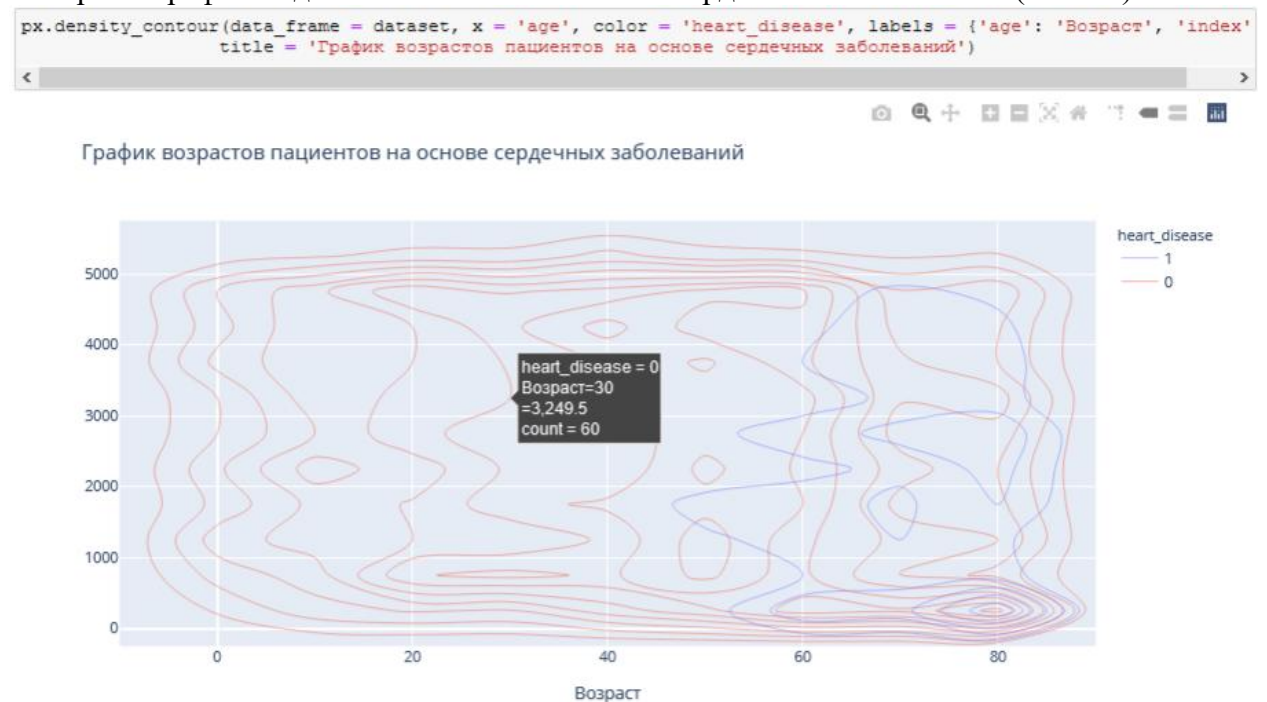 px.density_contour(data_frame = dataset, x = 'age', color = 'heart_disease', labels = {'age': 'Возраст', 'index'
title = 'График возрастов пациентов на основе сердечных заболеваний')
График возрастов пациентов на основе сердечных заболеваний
heart_disease
1
0
5000
4000
3000
2000
1000
0
heart_disease = 0
Возраст=30
=3,249.5
count = 60
0
20
40
60
80
Возраст